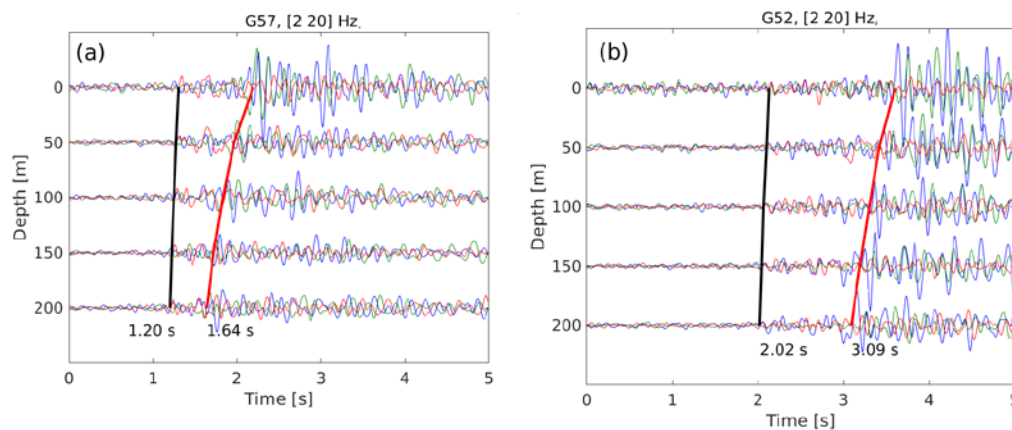 G57, [2 20] Hz,
(a)
0
50
100
150
200
Depth [m]
1.20 s
1.64 s
0 1 2 3 4 5
Time [s]
G52, [2 20] Hz,
(b)
0
50
100
150
200
Depth [m]
2.02 s
3.09 s
0 1 2 3 4 5
Time [s]